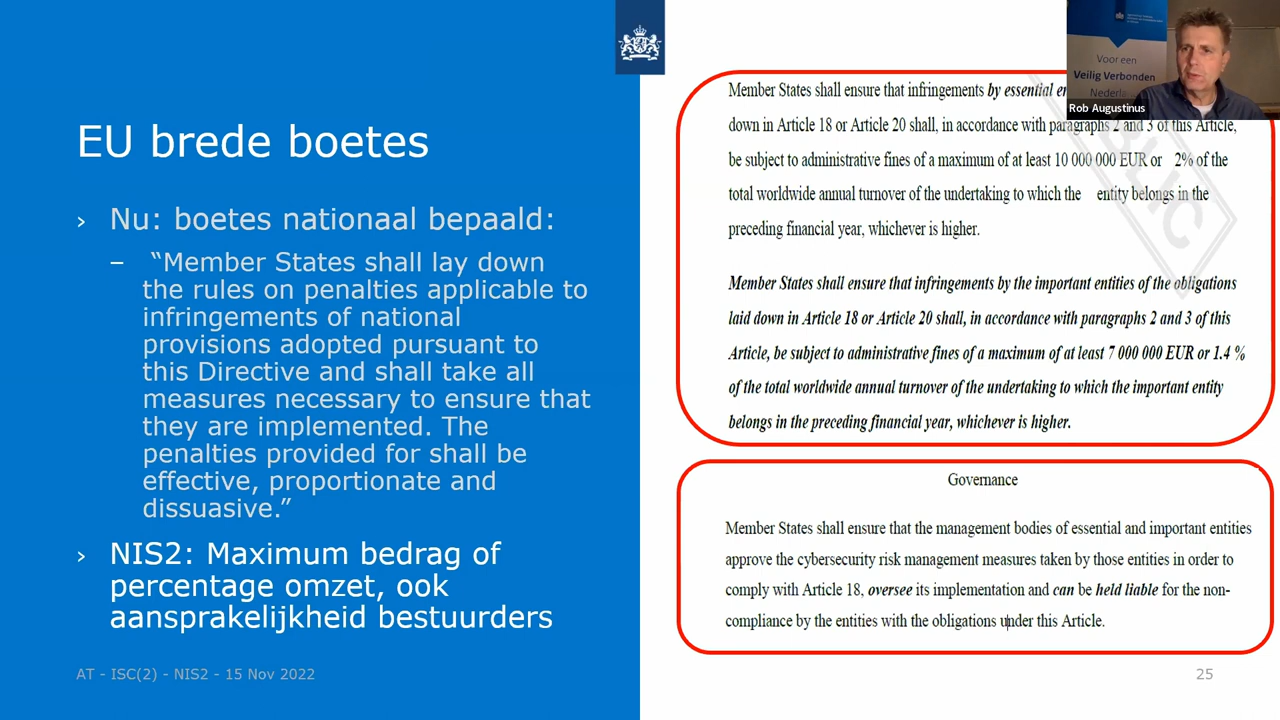 EU brede boetes
› Nu: boetes nationaal bepaald:
– “Member States shall lay down
the rules on penalties applicable to
infringements of national
provisions adopted pursuant to
this Directive and shall take all
measures necessary to ensure that
they are implemented. The
penalties provided for shall be
effective, proportionate and
dissuasive.”
› NIS2: Maximum bedrag of
percentage omzet, ook
aansprakelijkheid bestuurders
AT - ISC(2) - NIS2 - 15 Nov 2022
Member States shall ensure that infringements by essential
down in Article 18 or Article 20 shall, in accordance with paragraphs 2 and 3 of this Article,
be subject to administrative fines of a maximum of at least 10 000 000 EUR or 2% of the
total worldwide annual turnover of the undertaking to which the entity belongs in the
preceding financial year, whichever is higher.
Member States shall ensure that infringements by the important entities of the obligations
laid down in Article 18 or Article 20 shall, in accordance with paragraphs 2 and 3 of this
Article, be subject to administrative fines of a maximum of at least 7 000 000 EUR or 1.4 %
of the total worldwide annual turnover of the undertaking to which the important entity
belongs in the preceding financial year, whichever is higher.
Governance
Member States shall ensure that the management bodies of essential and important entities
approve the cybersecurity risk management measures taken by those entities in order to
comply with Article 18, oversee its implementation and can be held liable for the non-
compliance by the entities with the obligations under this Article.
25
Voor een
Veilig Verbonden
Rob Augustinus